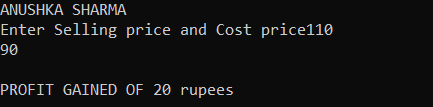 ANUSHKA SHARMA
Enter Selling price and Cost price110
90
PROFIT GAINED OF 20 rupees